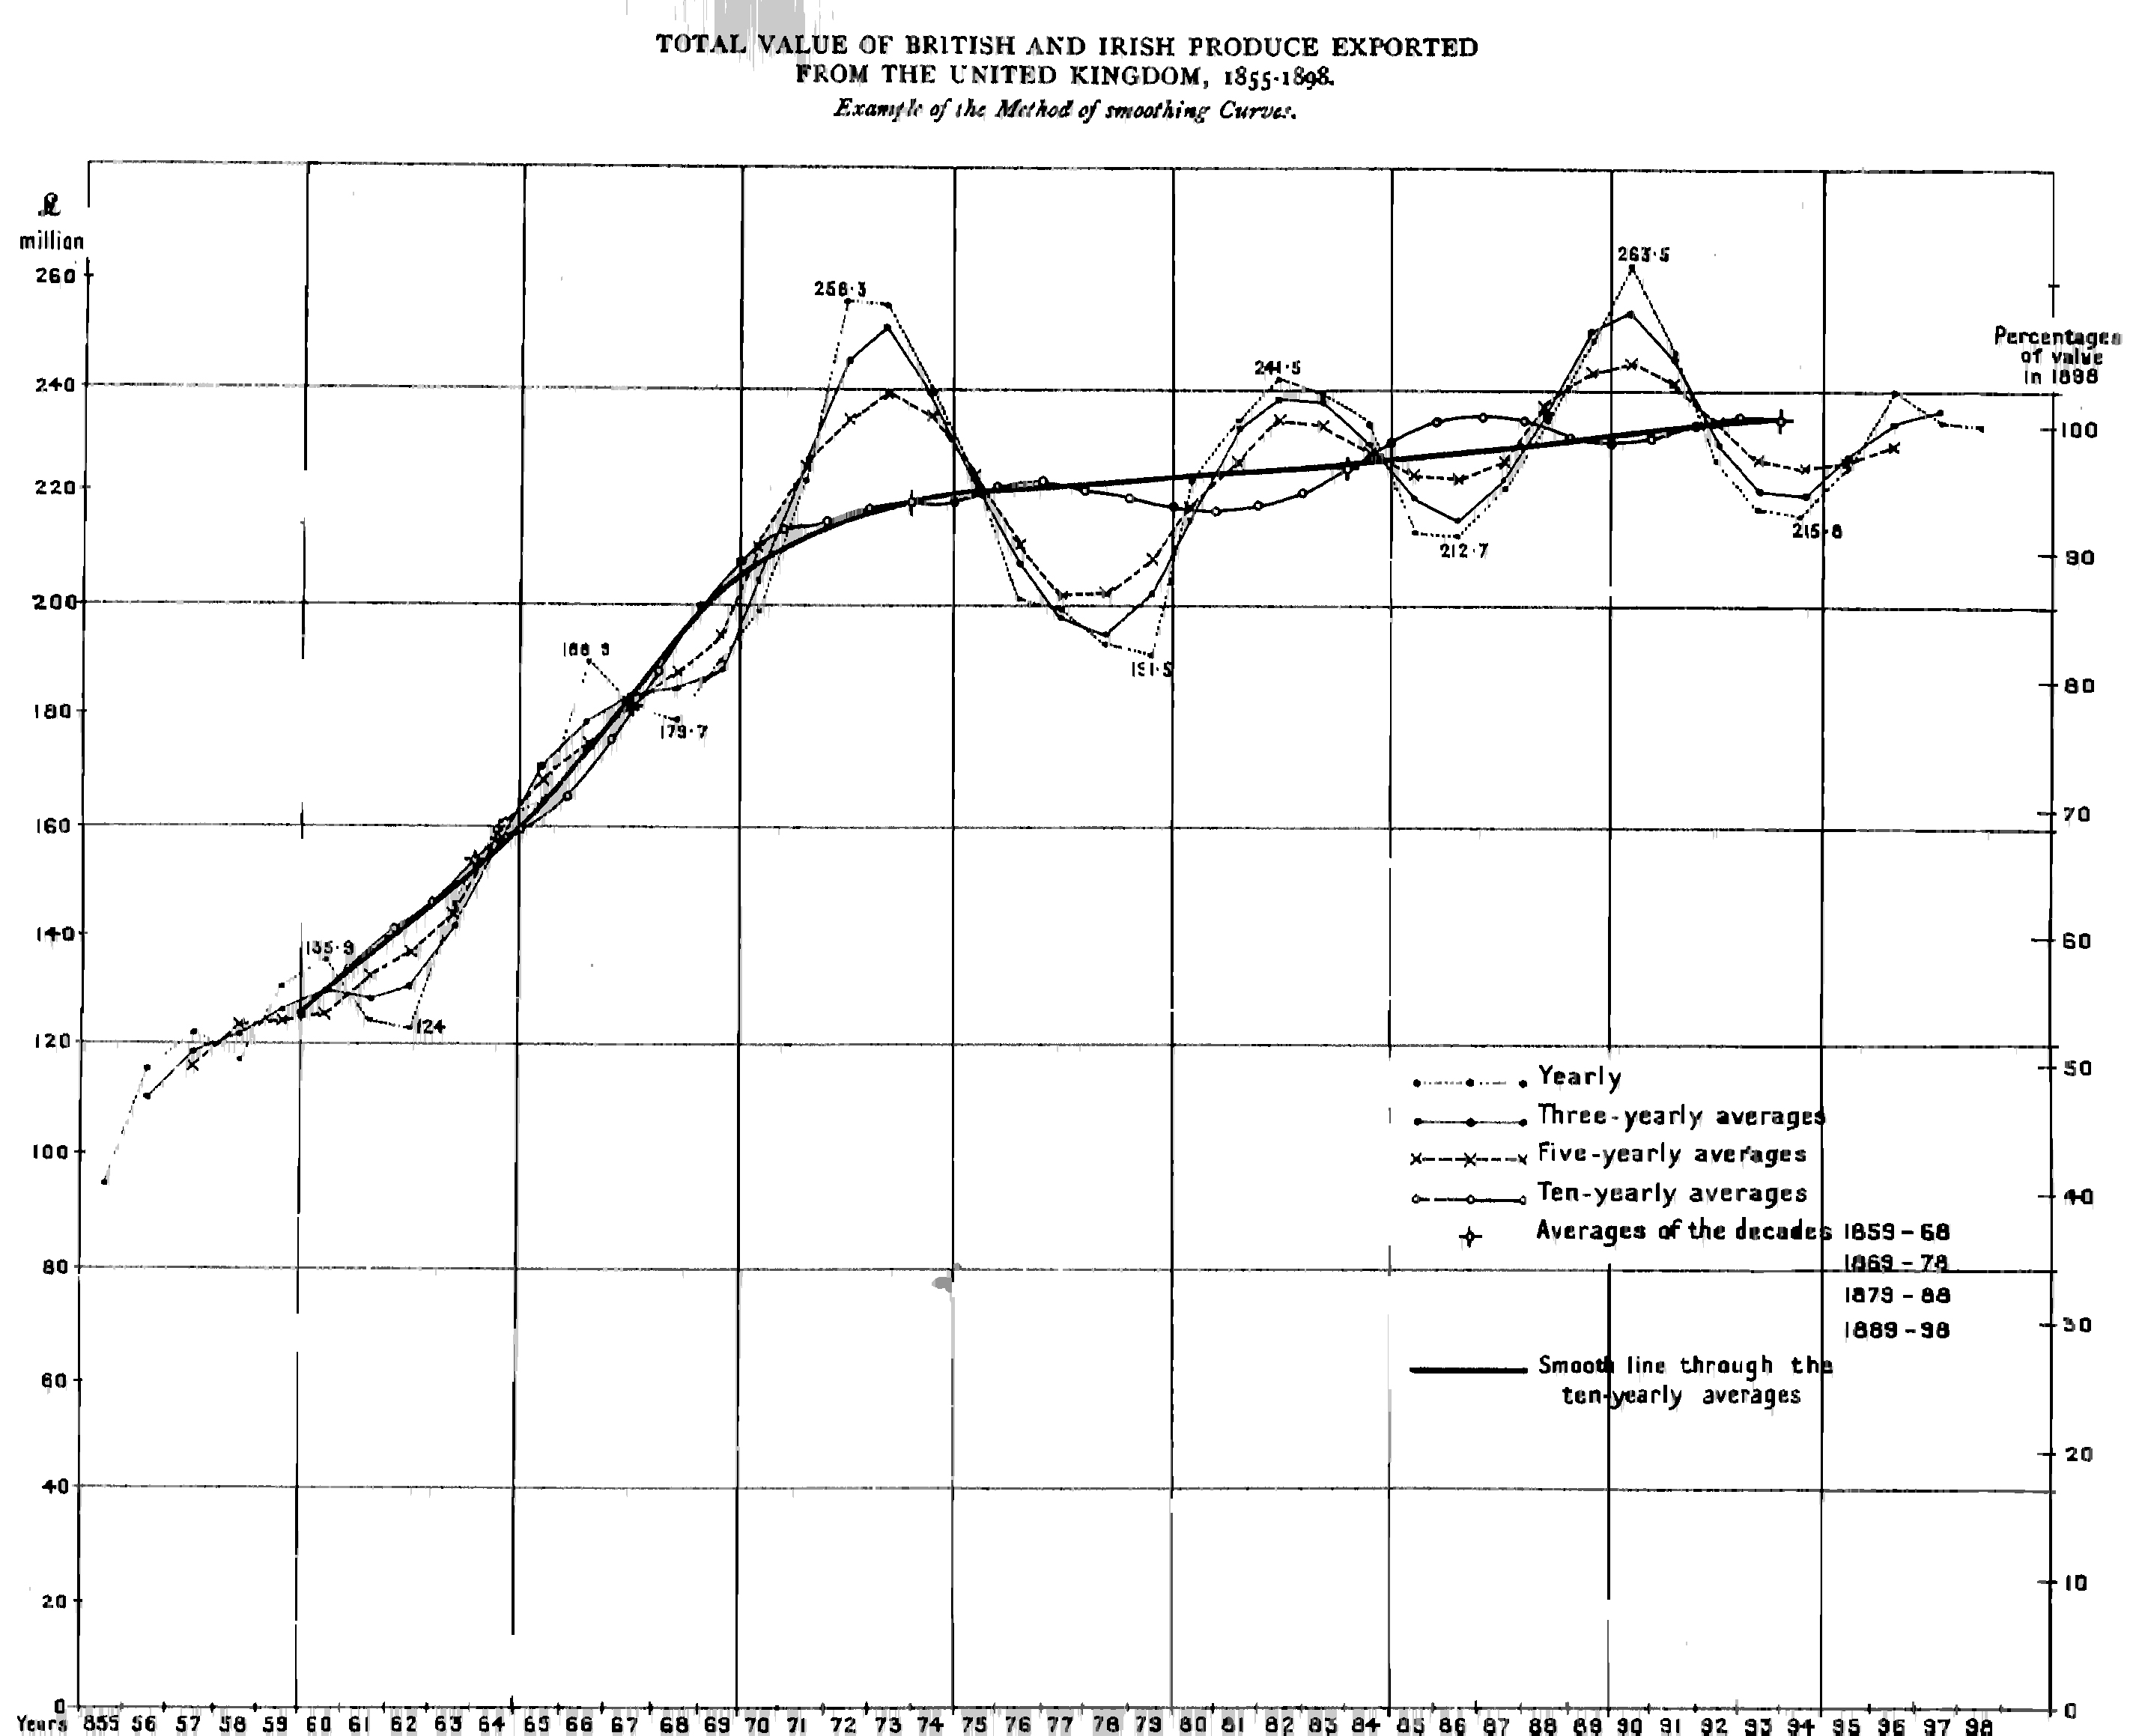 TOTAL VALUE OF BRITISH AND IRISH PRODUCE EXPORTED
FROM THE UNITED KINGDOM, 1855-1898.
Example of the Method of smoothing Curves.
£
million
260
240
220
200
180
160
140
120
100
80
60
40
20
0
135·9
124
188 9
179·7
256·3
191·5
241·5
212·7
263·5
215·8
Percentages
of value
in 1898
100
90
80
70
60
50
40
30
20
10
0
Yearly
Three-yearly averages
Five-yearly averages
Ten-yearly averages
Averages of the decades 1859-68
1869-78
1879-88
1889-98
Smooth line through the
ten-yearly averages
Years 1855 56 57 58 59 60 61 62 63 64 65 66 67 68 69 70 71 72 73 74 75 76 77 78 79 80 81 82 83 84 85 86 87 88 89 90 91 92 93 94 95 96 97 98